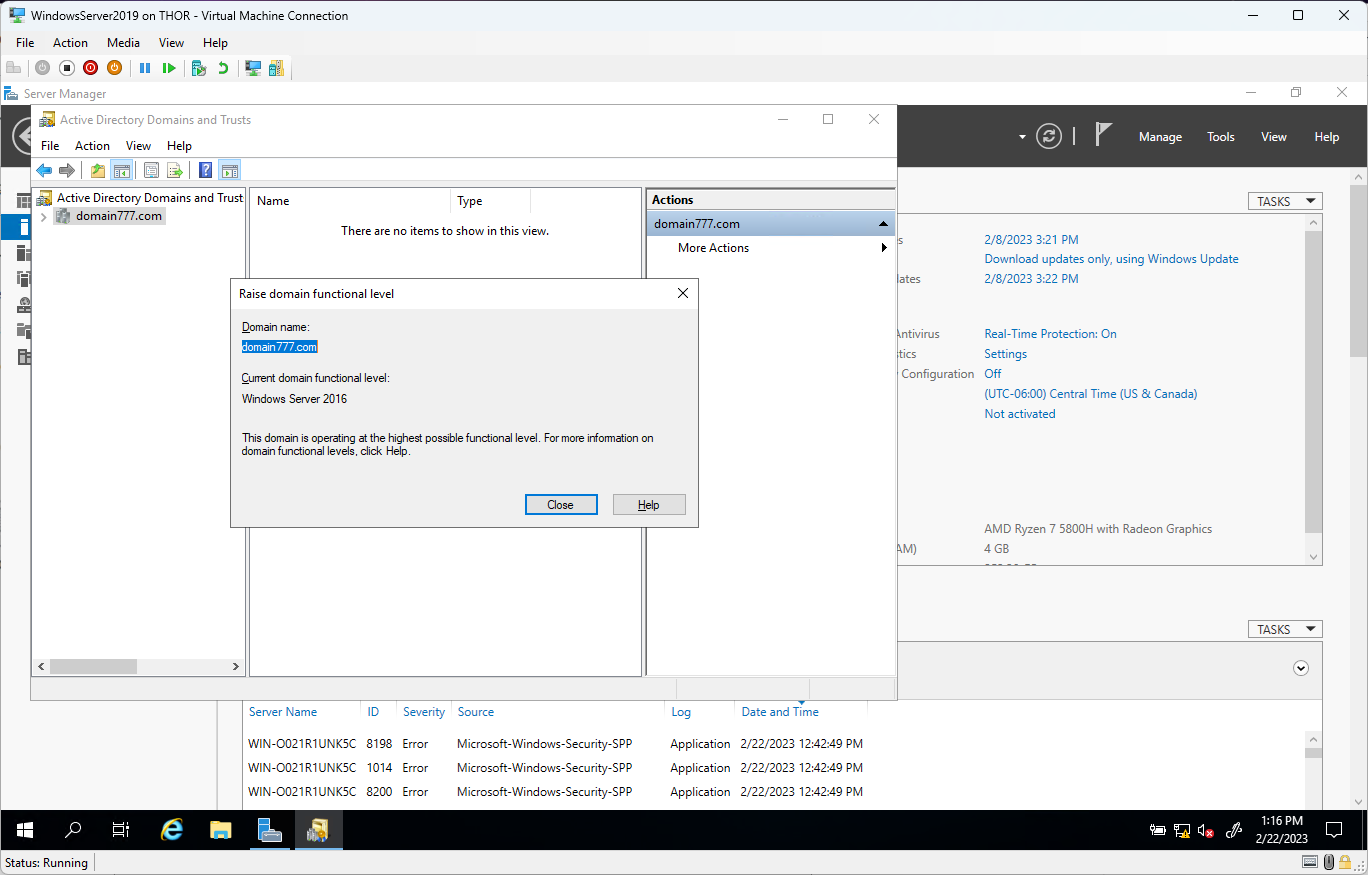 WindowsServer2019 on THOR - Virtual Machine Connection
File Action Media View Help
Server Manager
Active Directory Domains and Trusts
Manage Tools View Help
File Action View Help
Active Directory Domains and Trust
domain777.com
Name Type
There are no items to show in this view.
Actions
domain777.com
More Actions
TASKS
2/8/2023 3:21 PM
Download updates only, using Windows Update
2/8/2023 3:22 PM
Antivirus Real-Time Protection: On
Settings
Configuration Off
(UTC-06:00) Central Time (US & Canada)
Not activated
AMD Ryzen 7 5800H with Radeon Graphics
AM) 4 GB
Raise domain functional level
Domain name:
domain777.com
Current domain functional level:
Windows Server 2016
This domain is operating at the highest possible functional level. For more information on
domain functional levels, click Help.
Close Help
TASKS
Server Name ID Severity Source Log Date and Time
WIN-O021R1UNK5C 8198 Error Microsoft-Windows-Security-SPP Application 2/22/2023 12:42:49 PM
WIN-O021R1UNK5C 1014 Error Microsoft-Windows-Security-SPP Application 2/22/2023 12:42:49 PM
WIN-O021R1UNK5C 8200 Error Microsoft-Windows-Security-SPP Application 2/22/2023 12:42:49 PM
1:16 PM
2/22/2023
Status: Running